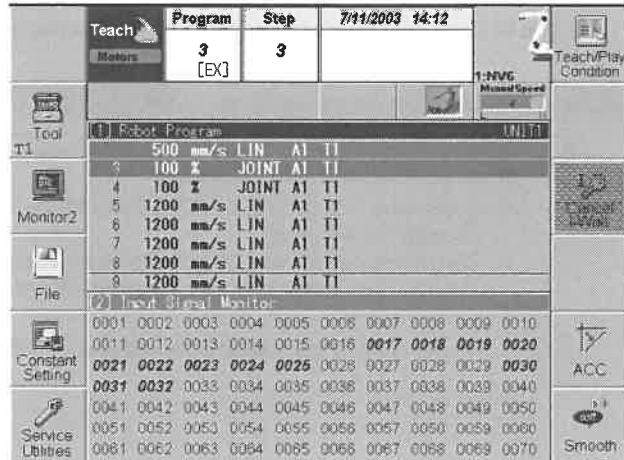 Teach
Motors
Program
3
[EX]
Step
3
7/11/2003 14:12
1:NV6
Manual Speed
Teach/Play
Condition
Tool
T1
Monitor2
File
Constant
Setting
Service
Utilities
[1] Robot Program UNIT1
500 mm/s LIN A1 T1
3 100 % JOINT A1 T1
4 100 % JOINT A1 T1
5 1200 mm/s LIN A1 T1
6 1200 mm/s LIN A1 T1
7 1200 mm/s LIN A1 T1
8 1200 mm/s LIN A1 T1
9 1200 mm/s LIN A1 T1
[2] Input Signal Monitor
0001 0002 0003 0004 0005 0006 0007 0008 0009 0010
0011 0012 0013 0014 0015 0016 0017 0018 0019 0020
0021 0022 0023 0024 0025 0026 0027 0028 0029 0030
0031 0032 0033 0034 0035 0036 0037 0038 0039 0040
0041 0042 0043 0044 0045 0046 0047 0048 0049 0050
0051 0052 0053 0054 0055 0056 0057 0058 0059 0060
0061 0062 0063 0064 0065 0066 0067 0068 0069 0070
Cancel
I-Wait
ACC
Smooth